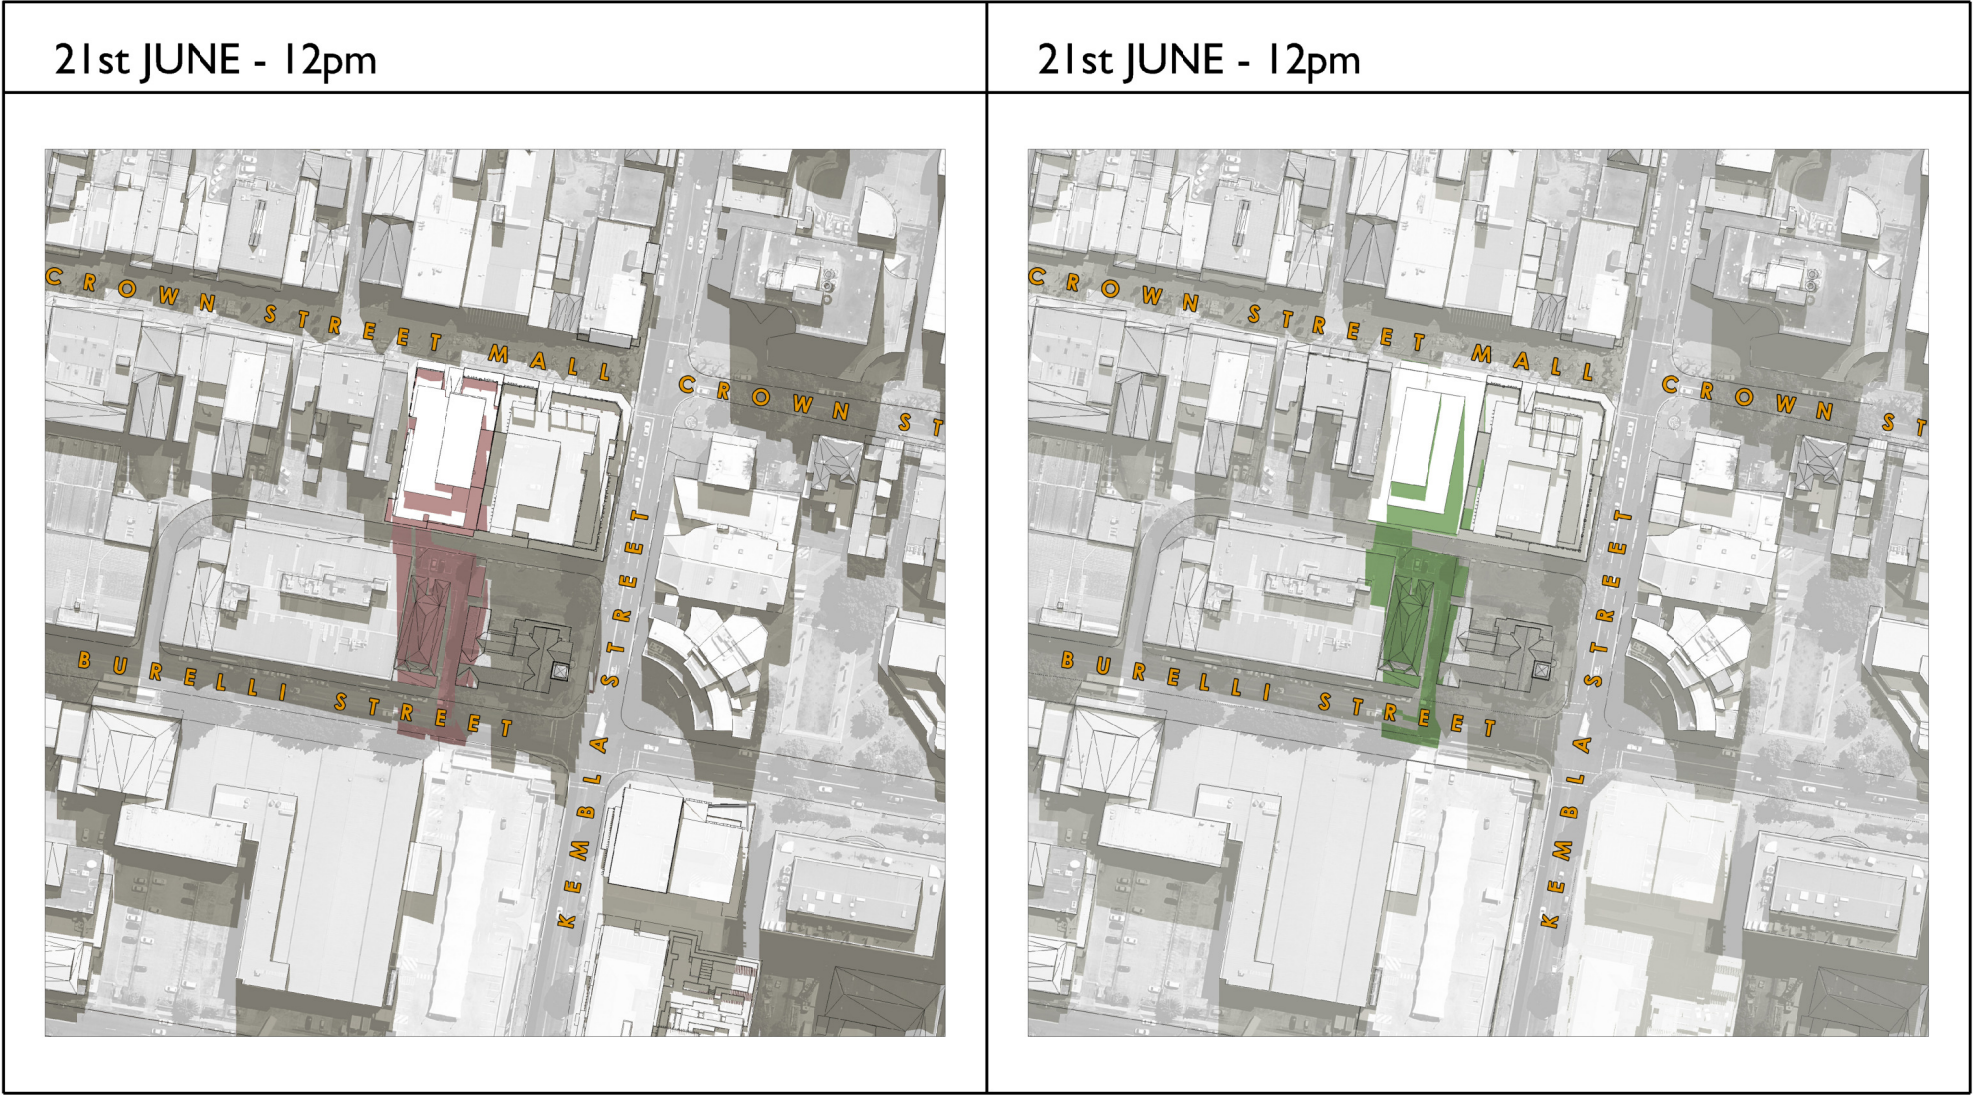 21st JUNE - 12pm
CROWN STREET MALL
CROWN ST
BURELLI STREET
KEMBLA STREET
21st JUNE - 12pm
CROWN STREET MALL
CROWN ST
BURELLI STREET
KEMBLA STREET